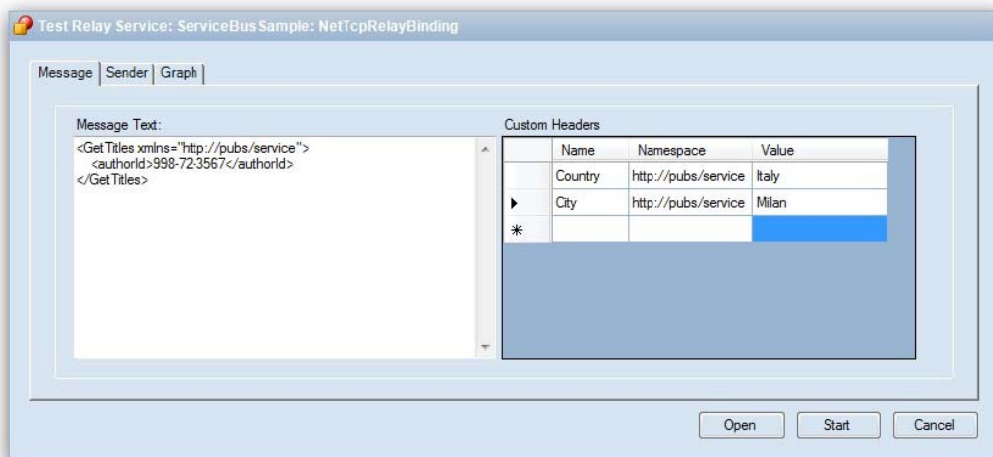 Test Relay Service: ServiceBusSample: NetTcpRelayBinding
Message Sender Graph
Message Text:
<GetTitles xmlns="http://pubs/service">
<authorId>998-72-3567</authorId>
</GetTitles>
Custom Headers
Name Namespace Value
Country http://pubs/service Italy
City http://pubs/service Milan
Open Start Cancel